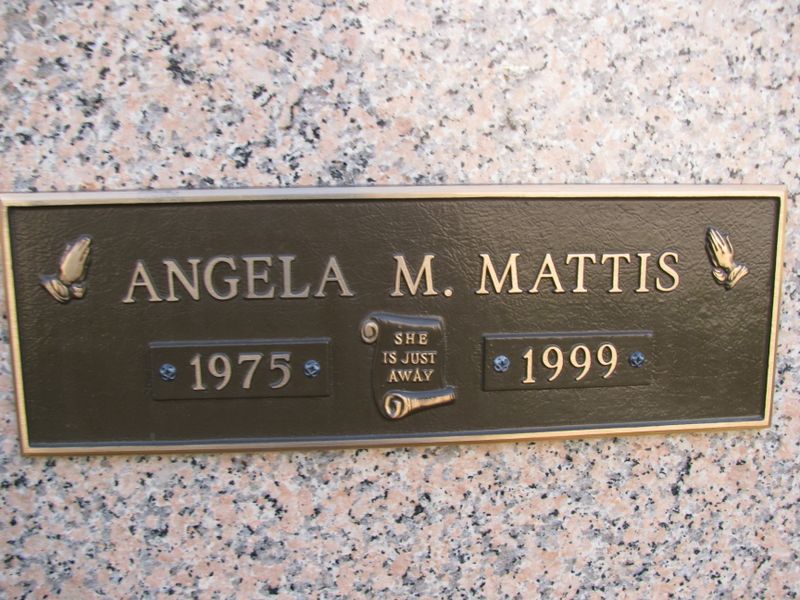 ANGELA M. MATTIS
1975
SHE
IS JUST
AWAY
1999